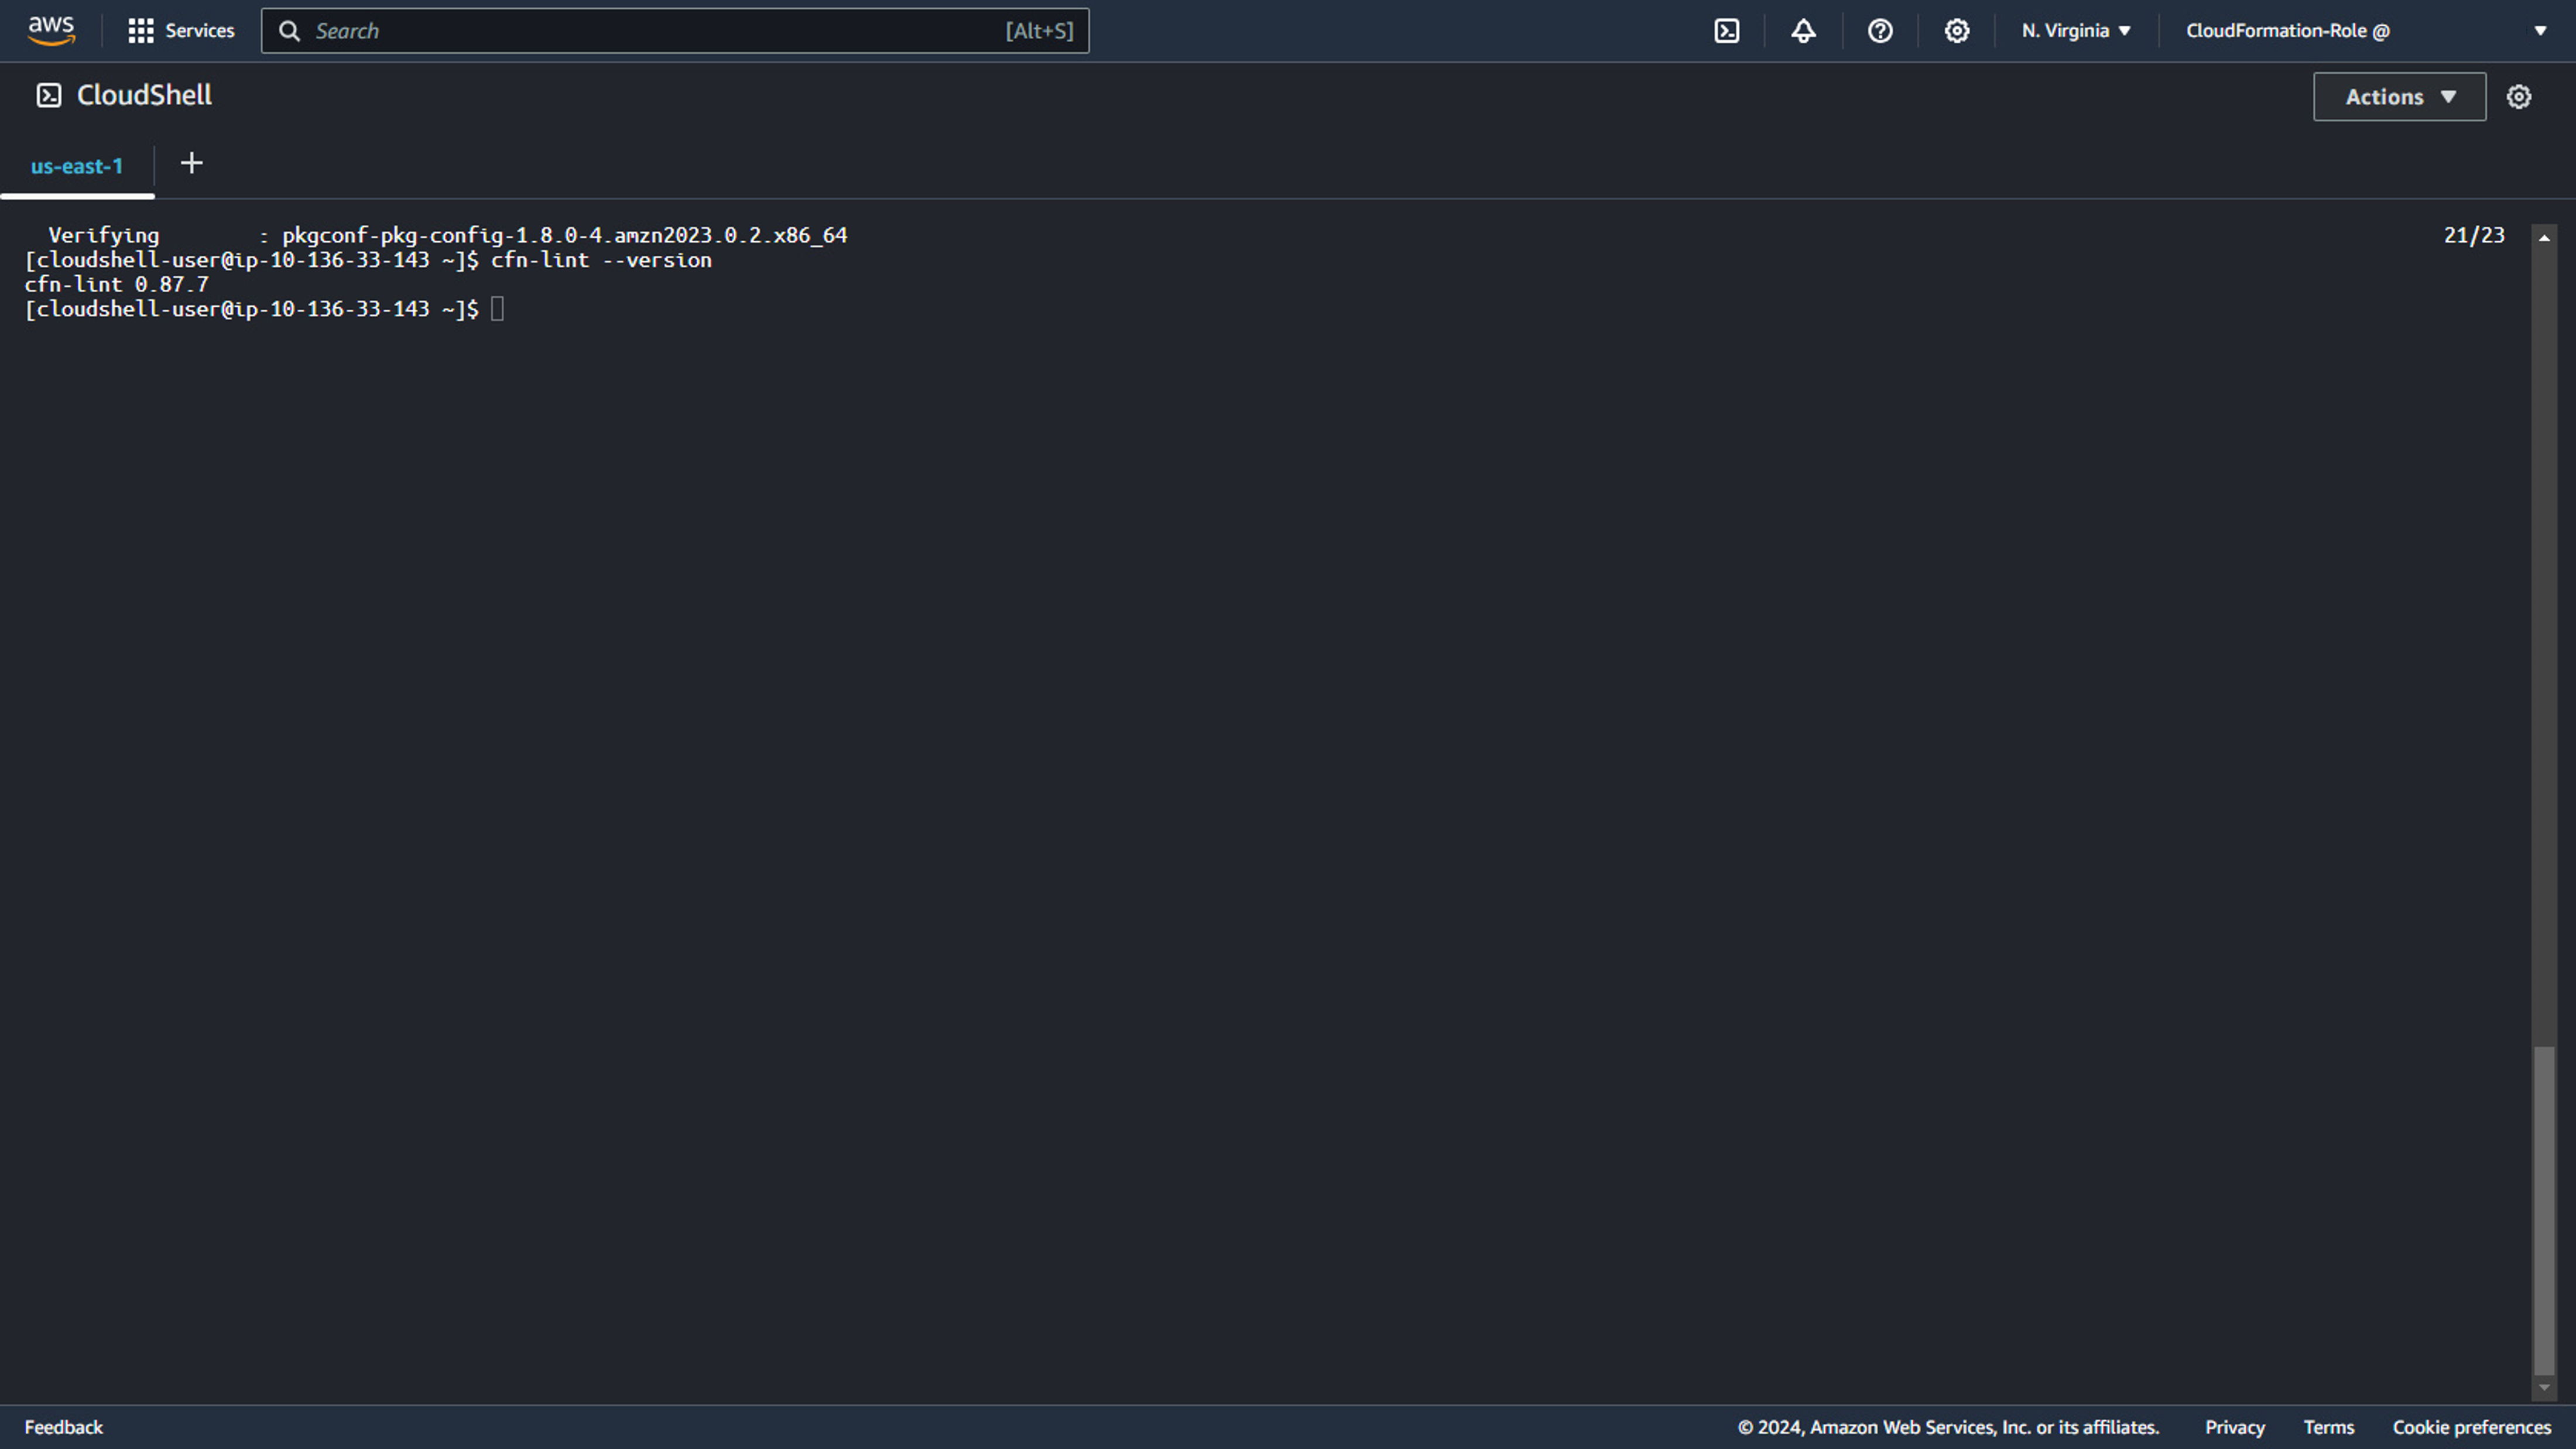 aws Services Search [Alt+S] N. Virginia ▼ CloudFormation-Role @ ▼
CloudShell Actions ▼
us-east-1 +
Verifying : pkgconf-pkg-config-1.8.0-4.amzn2023.0.2.x86_64 21/23
[cloudshell-user@ip-10-136-33-143 ~]$ cfn-lint --version
cfn-lint 0.87.7
[cloudshell-user@ip-10-136-33-143 ~]$
Feedback © 2024, Amazon Web Services, Inc. or its affiliates. Privacy Terms Cookie preferences